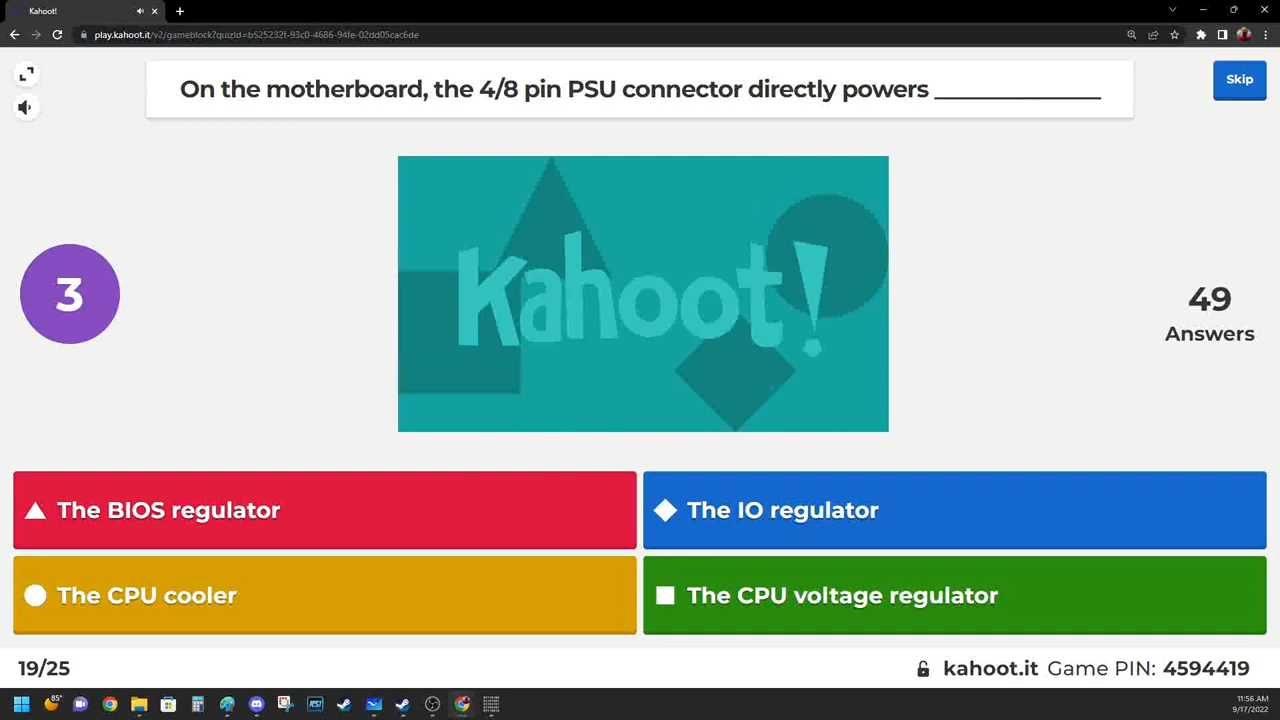 Kahoot!
play.kahoot.it/v2/gameblock?quizId=b525232f-93c0-4686-94fe-02dd05cac6de
On the motherboard, the 4/8 pin PSU connector directly powers _______________
Skip
Kahoot!
3
49
Answers
The BIOS regulator
The IO regulator
The CPU cooler
The CPU voltage regulator
19/25
kahoot.it Game PIN: 4594419
85°
11:56 AM
9/17/2022